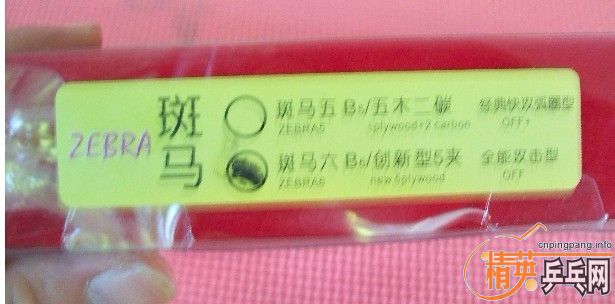 ZEBRA
斑马
斑马五 Bs/五木二碳 经典快双弧圈型
ZEBRA5 5plywood+2 carbon OFF+
斑马六 Bs/创新型5夹 全能双击型
ZEBRA6 new 5plywood OFF
cnpingpang.info
精英乒乓网